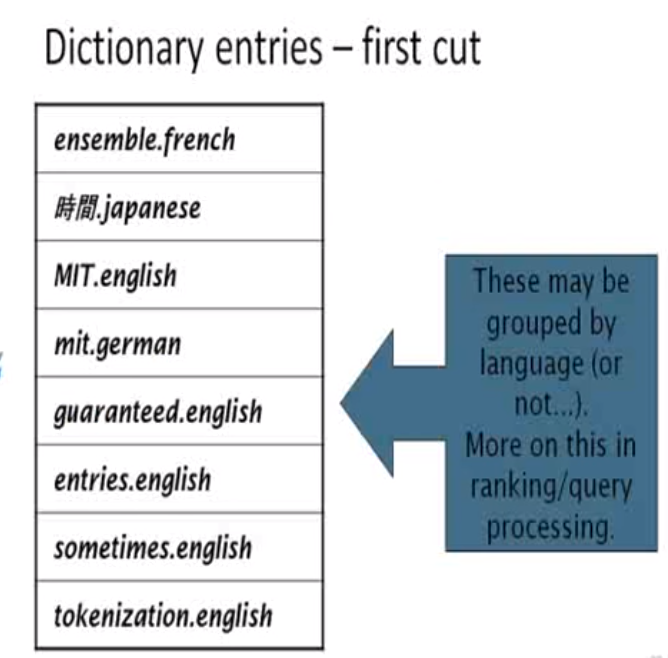 Dictionary entries – first cut
ensemble.french
時間.japanese
MIT.english
mit.german
guaranteed.english
entries.english
sometimes.english
tokenization.english
These may be
grouped by
language (or
not...).
More on this in
ranking/query
processing.